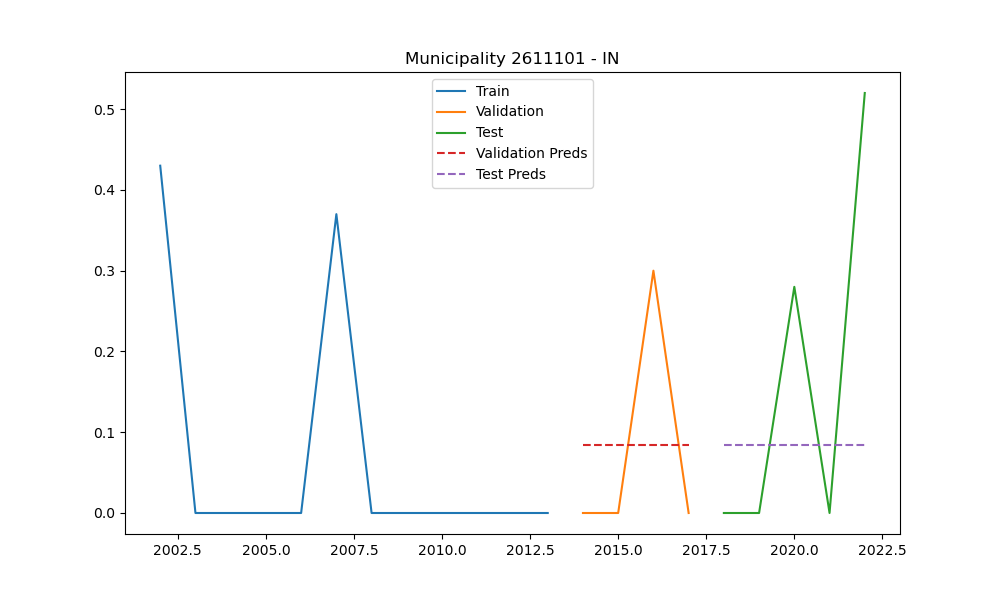 Municipality 2611101 - IN
Train
Validation
Test
Validation Preds
Test Preds
0.5
0.4
0.3
0.2
0.1
0.0
2002.5 2005.0 2007.5 2010.0 2012.5 2015.0 2017.5 2020.0 2022.5